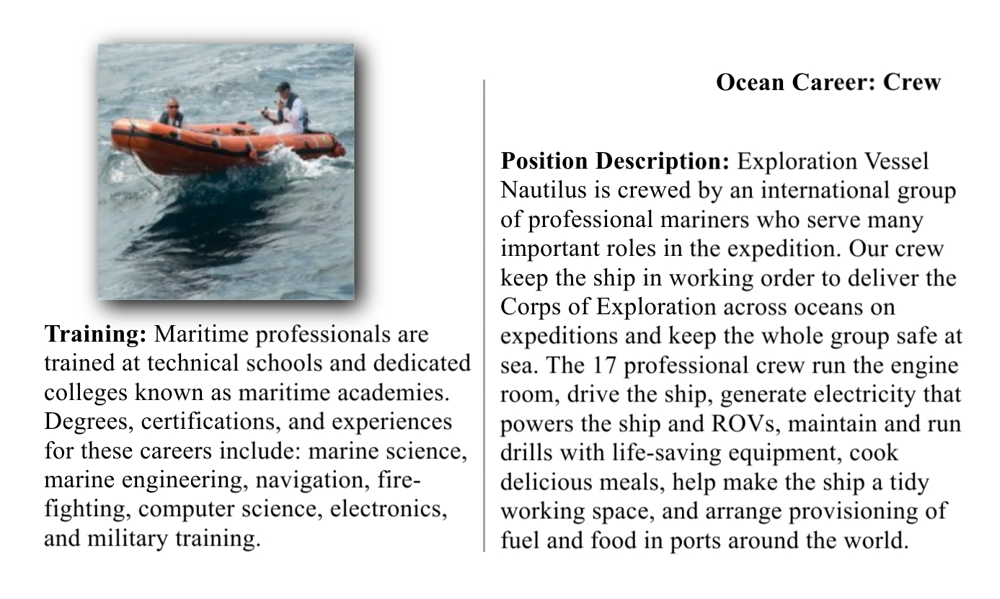 Ocean Career: Crew
Training: Maritime professionals are
trained at technical schools and dedicated
colleges known as maritime academies.
Degrees, certifications, and experiences
for these careers include: marine science,
marine engineering, navigation, fire-
fighting, computer science, electronics,
and military training.
Position Description: Exploration Vessel
Nautilus is crewed by an international group
of professional mariners who serve many
important roles in the expedition. Our crew
keep the ship in working order to deliver the
Corps of Exploration across oceans on
expeditions and keep the whole group safe at
sea. The 17 professional crew run the engine
room, drive the ship, generate electricity that
powers the ship and ROVs, maintain and run
drills with life-saving equipment, cook
delicious meals, help make the ship a tidy
working space, and arrange provisioning of
fuel and food in ports around the world.